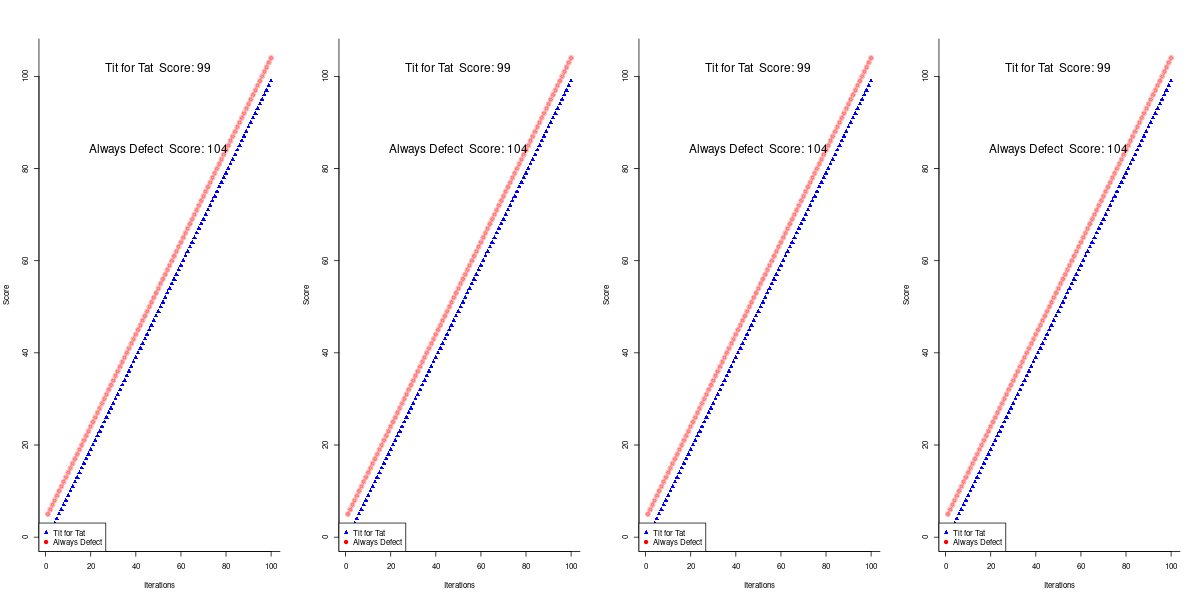 Tit for Tat Score: 99
Always Defect Score: 104
Score
100
80
60
40
20
0
Tit for Tat
Always Defect
0 20 40 60 80 100
Iterations
Tit for Tat Score: 99
Always Defect Score: 104
Score
100
80
60
40
20
0
Tit for Tat
Always Defect
0 20 40 60 80 100
Iterations
Tit for Tat Score: 99
Always Defect Score: 104
Score
100
80
60
40
20
0
Tit for Tat
Always Defect
0 20 40 60 80 100
Iterations
Tit for Tat Score: 99
Always Defect Score: 104
Score
100
80
60
40
20
0
Tit for Tat
Always Defect
0 20 40 60 80 100
Iterations